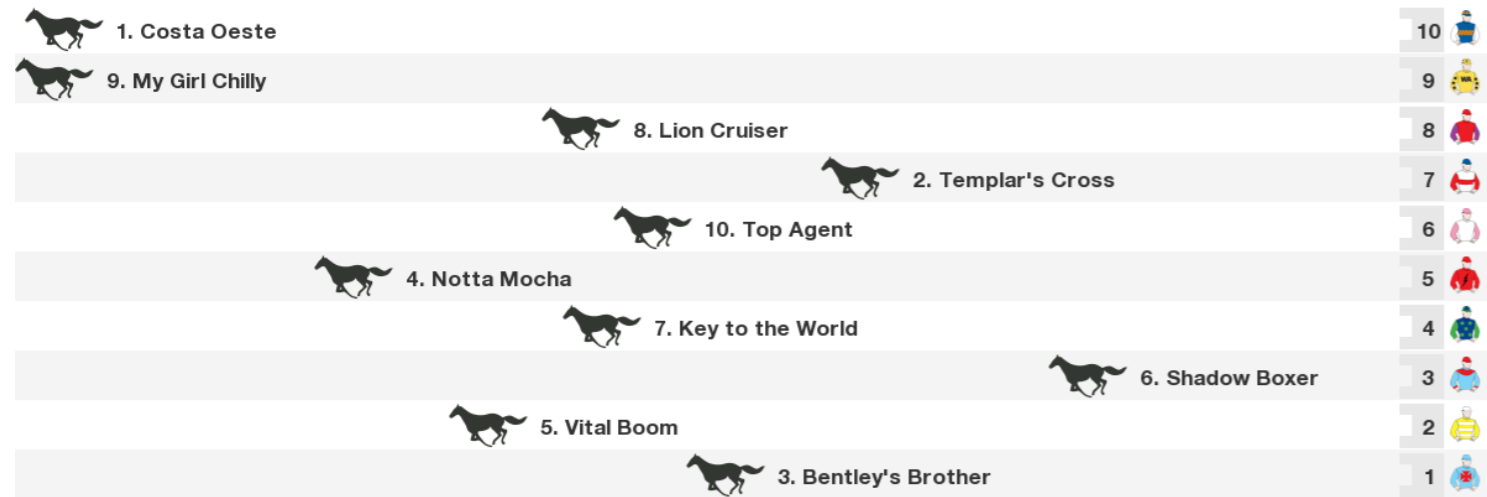 1. Costa Oeste 10
9. My Girl Chilly 9
8. Lion Cruiser 8
2. Templar's Cross 7
10. Top Agent 6
4. Notta Mocha 5
7. Key to the World 4
6. Shadow Boxer 3
5. Vital Boom 2
3. Bentley's Brother 1